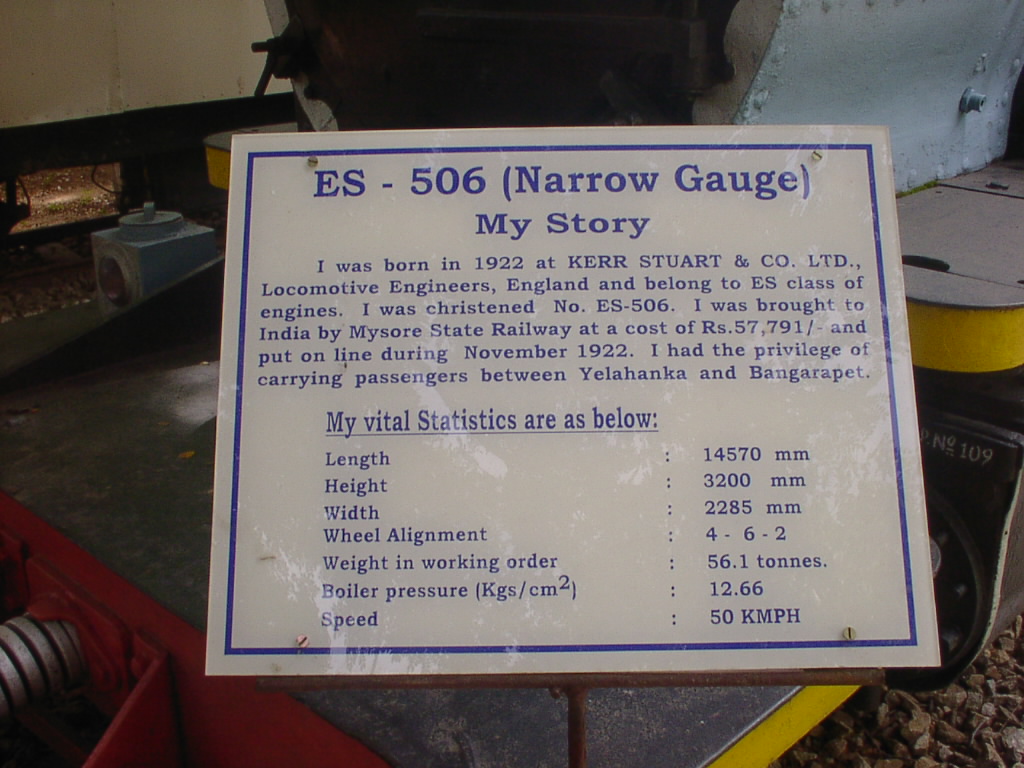 ES - 506 (Narrow Gauge)
My Story
I was born in 1922 at KERR STUART & CO. LTD.,
Locomotive Engineers, England and belong to ES class of
engines. I was christened No. ES-506. I was brought to
India by Mysore State Railway at a cost of Rs.57,791/- and
put on line during November 1922. I had the privilege of
carrying passengers between Yelahanka and Bangarapet.
My vital Statistics are as below:
Length : 14570 mm
Height : 3200 mm
Width : 2285 mm
Wheel Alignment : 4 - 6 - 2
Weight in working order : 56.1 tonnes.
Boiler pressure (Kgs/cm²) : 12.66
Speed : 50 KMPH
Nº 109